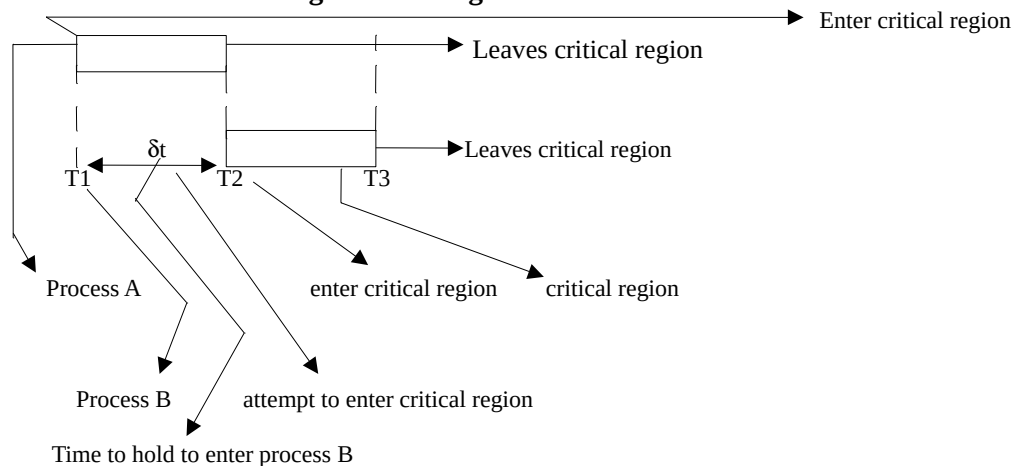 Enter critical region
Leaves critical region
δt
Leaves critical region
T1 T2 T3
Process A enter critical region critical region
Process B attempt to enter critical region
Time to hold to enter process B